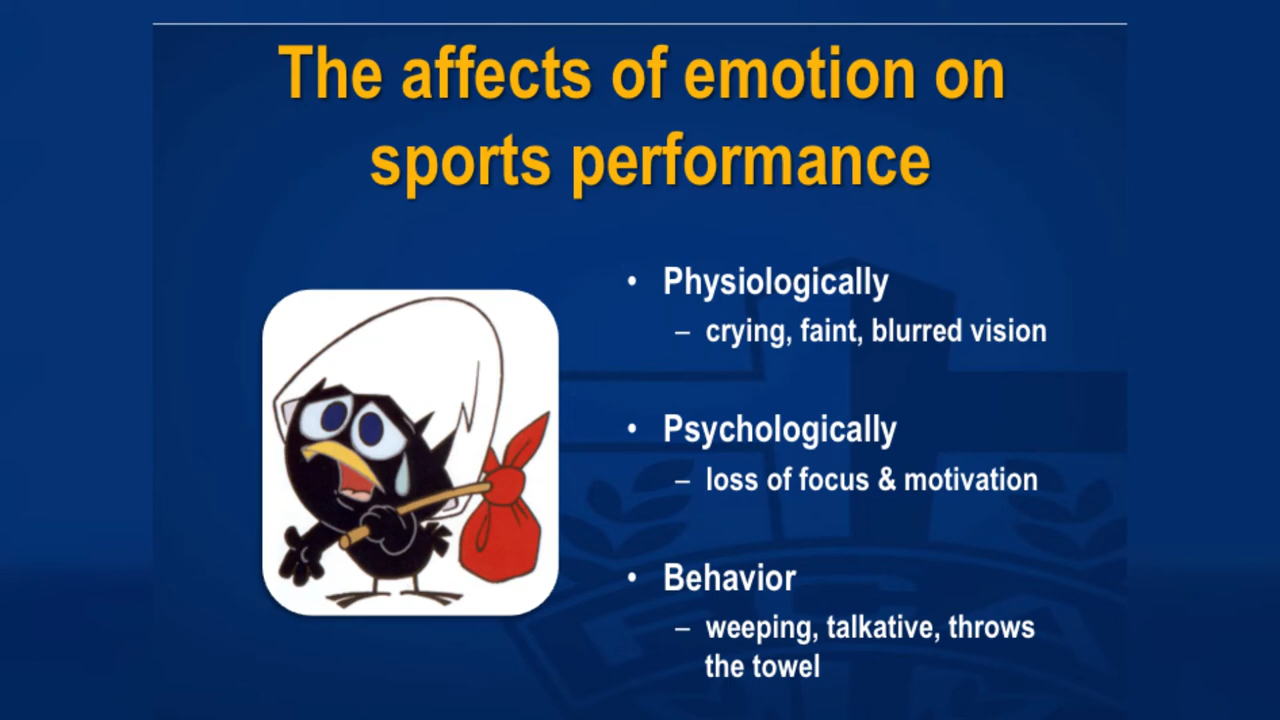 The affects of emotion on
sports performance
• Physiologically
– crying, faint, blurred vision
• Psychologically
– loss of focus & motivation
• Behavior
– weeping, talkative, throws
the towel